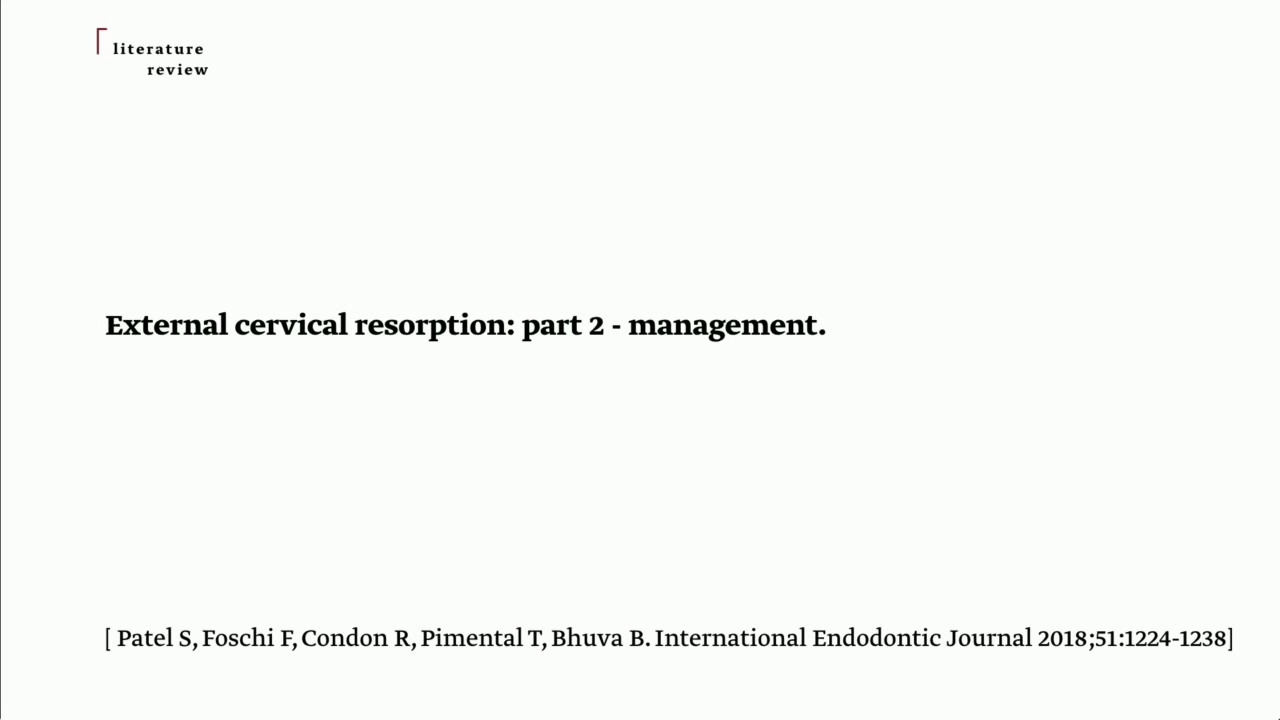 literature
review
External cervical resorption: part 2 - management.
[ Patel S, Foschi F, Condon R, Pimental T, Bhuva B. International Endodontic Journal 2018;51:1224-1238]